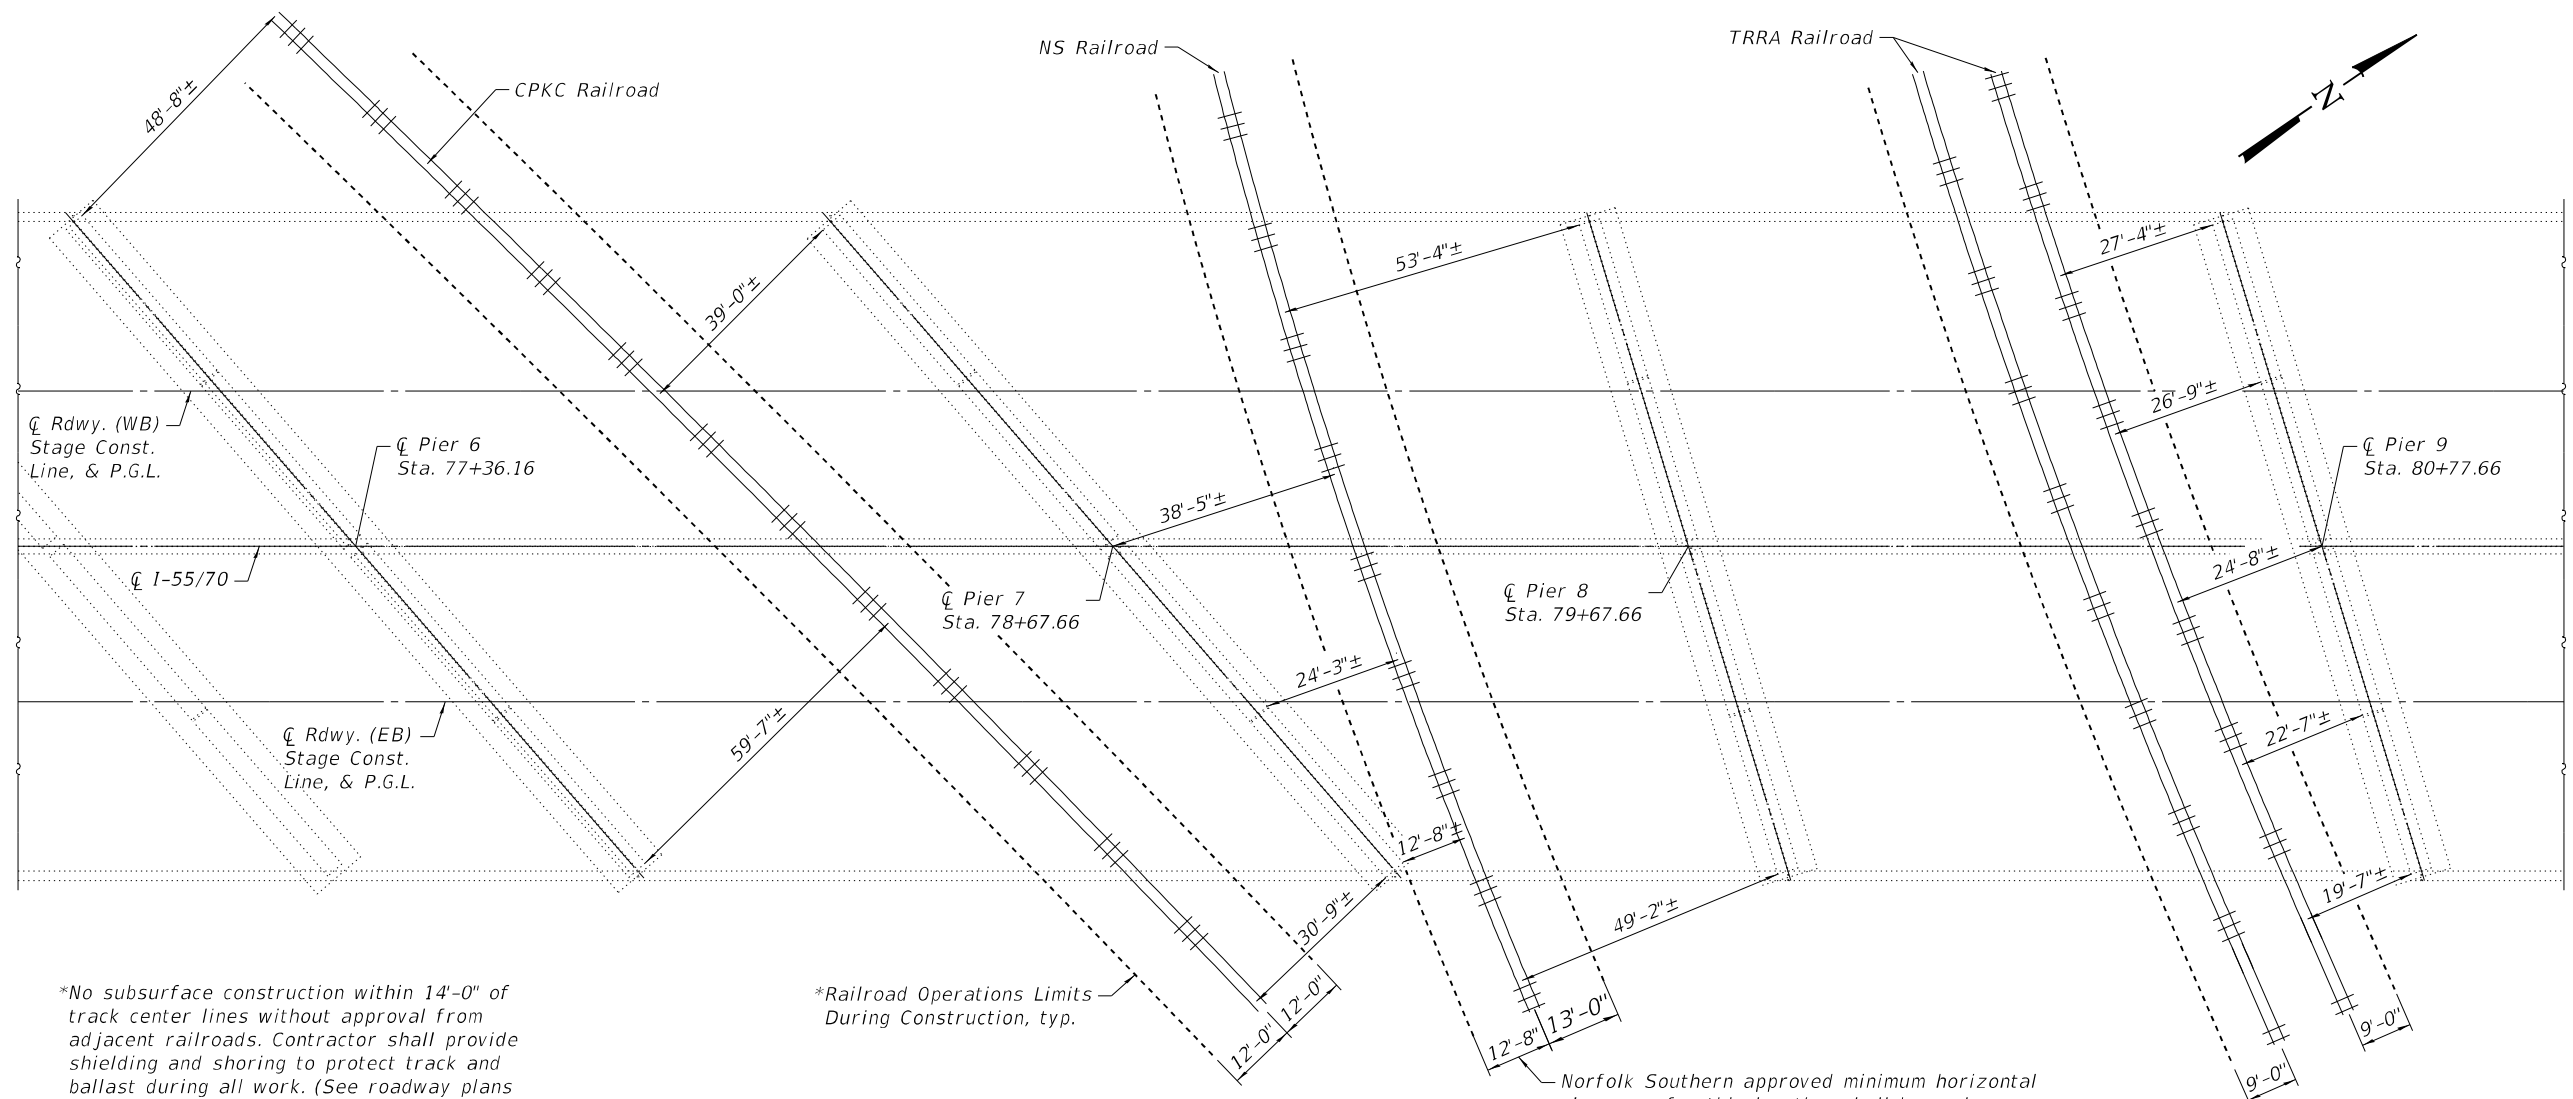 NS Railroad
TRRA Railroad
CPKC Railroad
N
48'-8"±
39'-0"±
53'-4"±
27'-4"±
26'-9"±
℄ Rdwy. (WB)
Stage Const.
Line, & P.G.L.
℄ Pier 6
Sta. 77+36.16
℄ Pier 9
Sta. 80+77.66
38'-5"±
24'-8"±
℄ I-55/70
℄ Pier 7
Sta. 78+67.66
℄ Pier 8
Sta. 79+67.66
24'-3"±
59'-7"±
22'-7"±
℄ Rdwy. (EB)
Stage Const.
Line, & P.G.L.
12'-8"±
30'-9"±
49'-2"±
19'-7"±
*No subsurface construction within 14'-0" of
track center lines without approval from
adjacent railroads. Contractor shall provide
shielding and shoring to protect track and
ballast during all work. (See roadway plans
*Railroad Operations Limits
During Construction, typ.
12'-0"
12'-0"
12'-8"
13'-0"
9'-0"
9'-0"
Norfolk Southern approved minimum horizontal